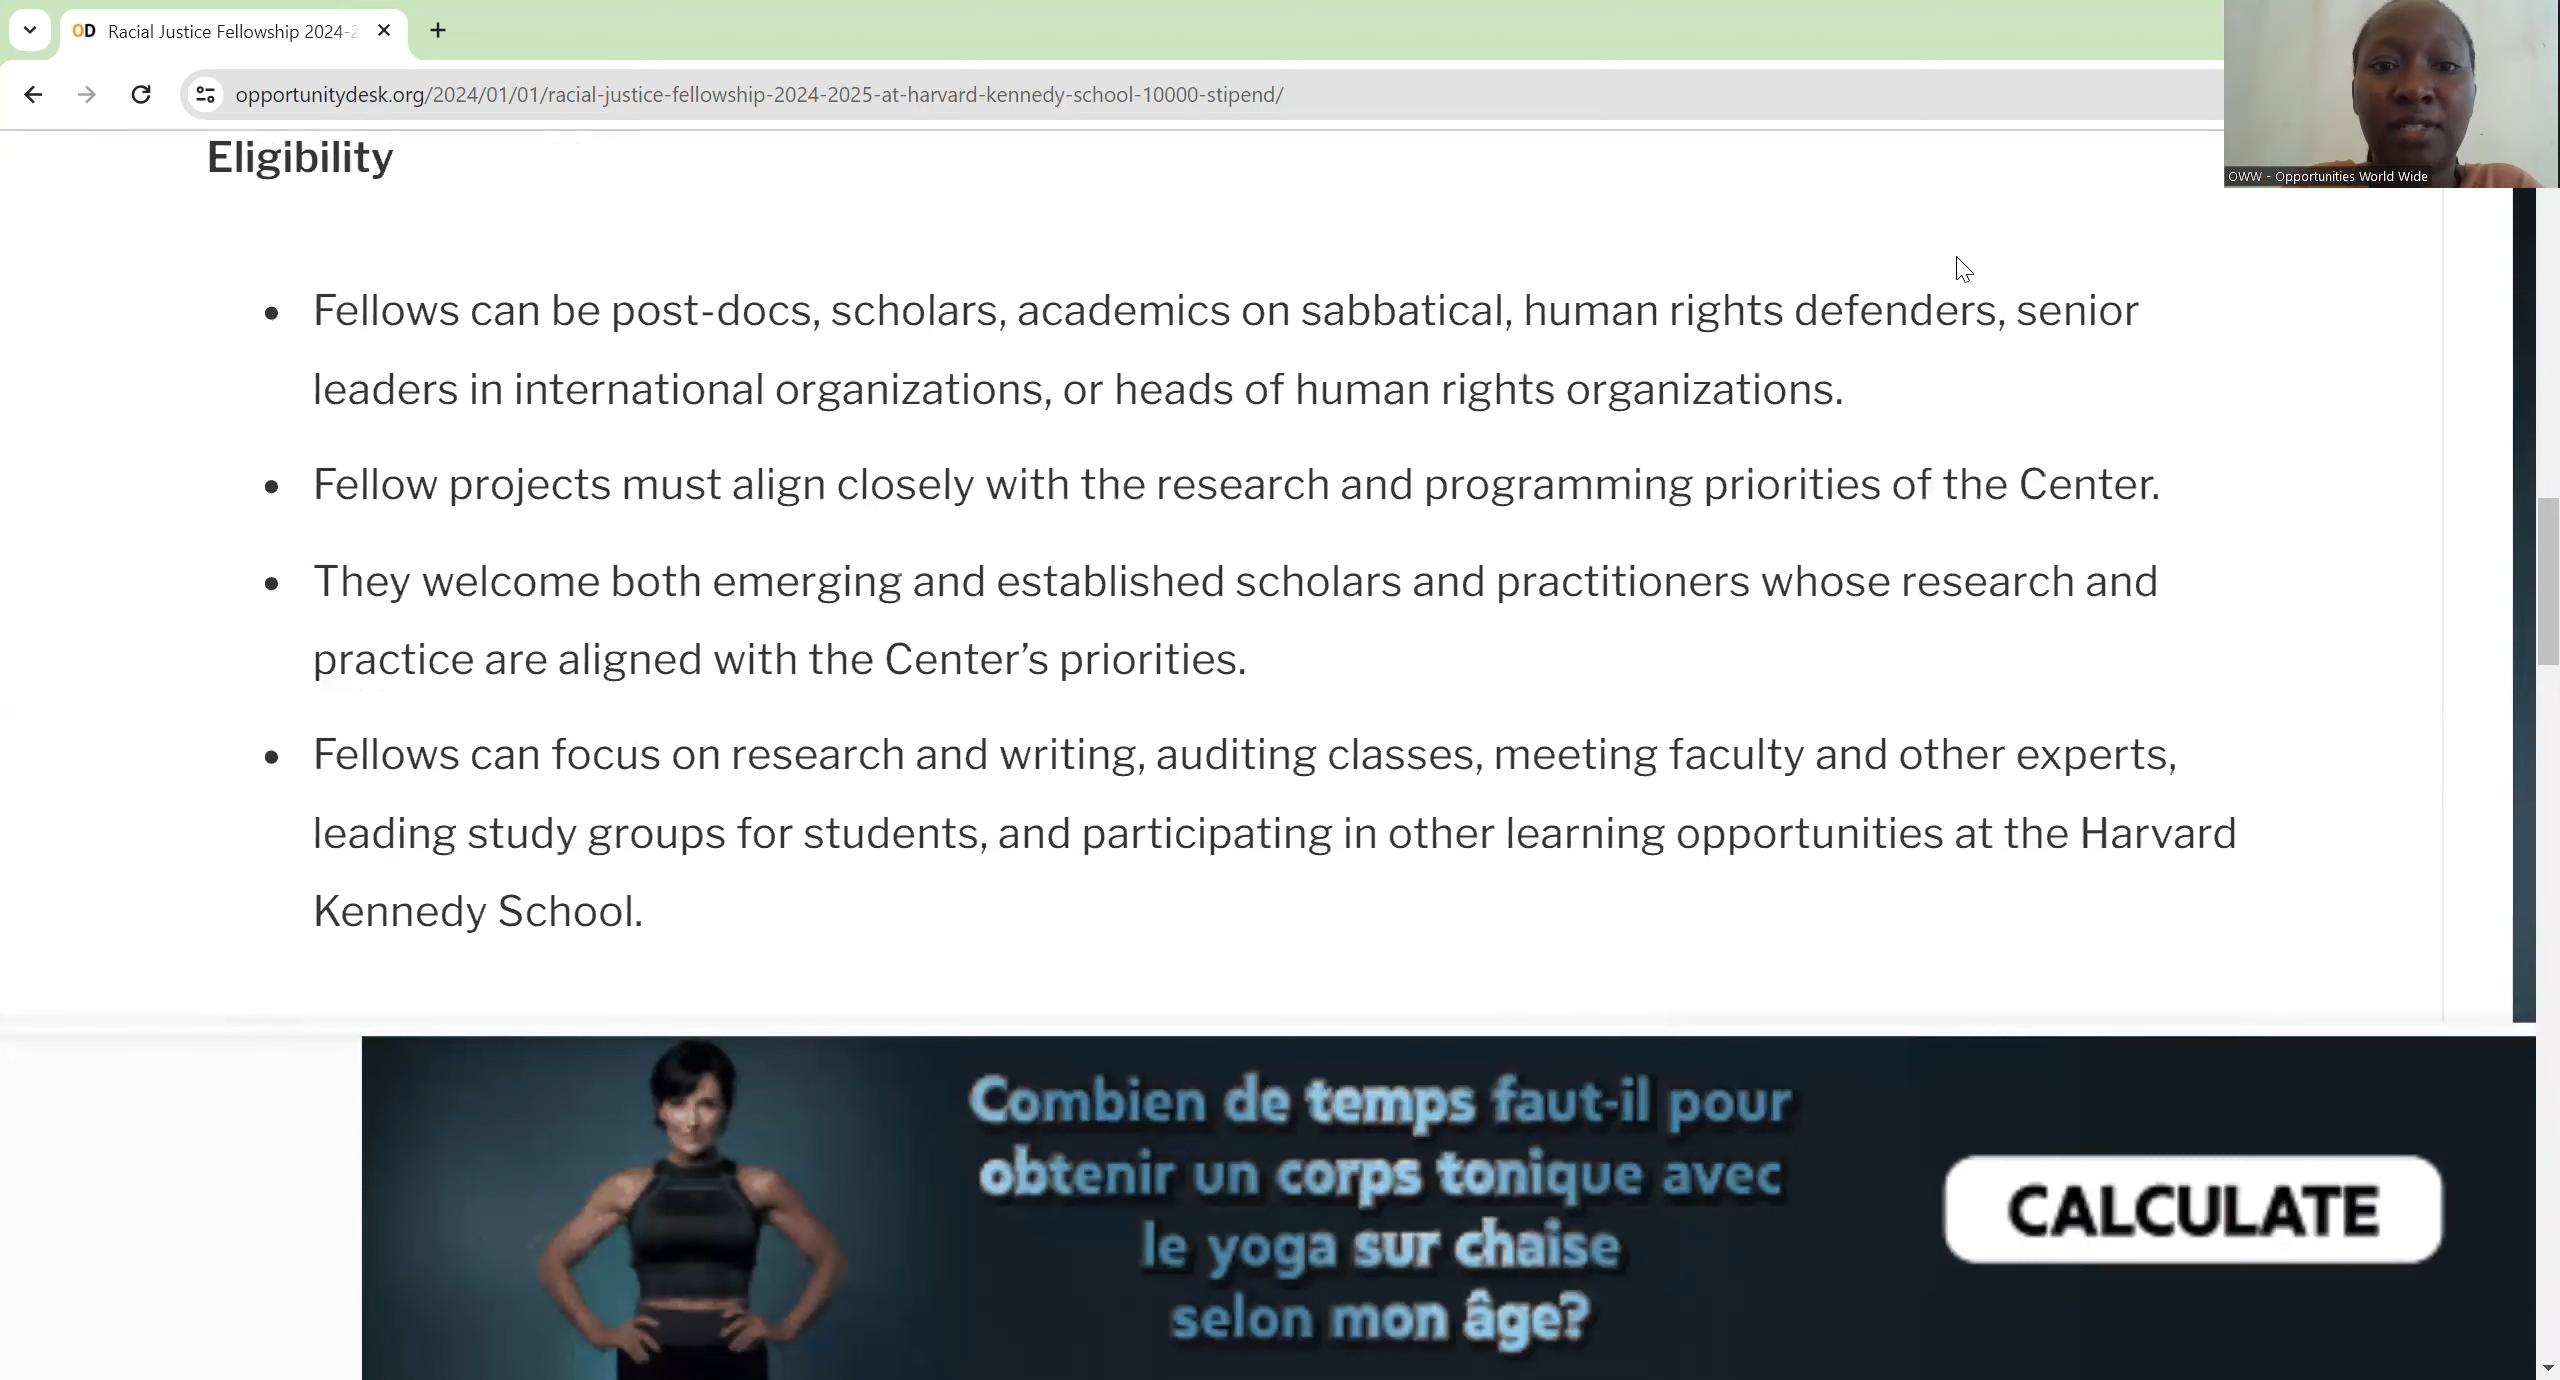 OD Racial Justice Fellowship 2024-2
opportunitydesk.org/2024/01/01/racial-justice-fellowship-2024-2025-at-harvard-kennedy-school-10000-stipend/
OWW - Opportunities World Wide
Eligibility
Fellows can be post-docs, scholars, academics on sabbatical, human rights defenders, senior
leaders in international organizations, or heads of human rights organizations.
Fellow projects must align closely with the research and programming priorities of the Center.
They welcome both emerging and established scholars and practitioners whose research and
practice are aligned with the Center’s priorities.
Fellows can focus on research and writing, auditing classes, meeting faculty and other experts,
leading study groups for students, and participating in other learning opportunities at the Harvard
Kennedy School.
Combien de temps faut-il pour
obtenir un corps tonique avec
le yoga sur chaise
selon mon âge?
CALCULATE